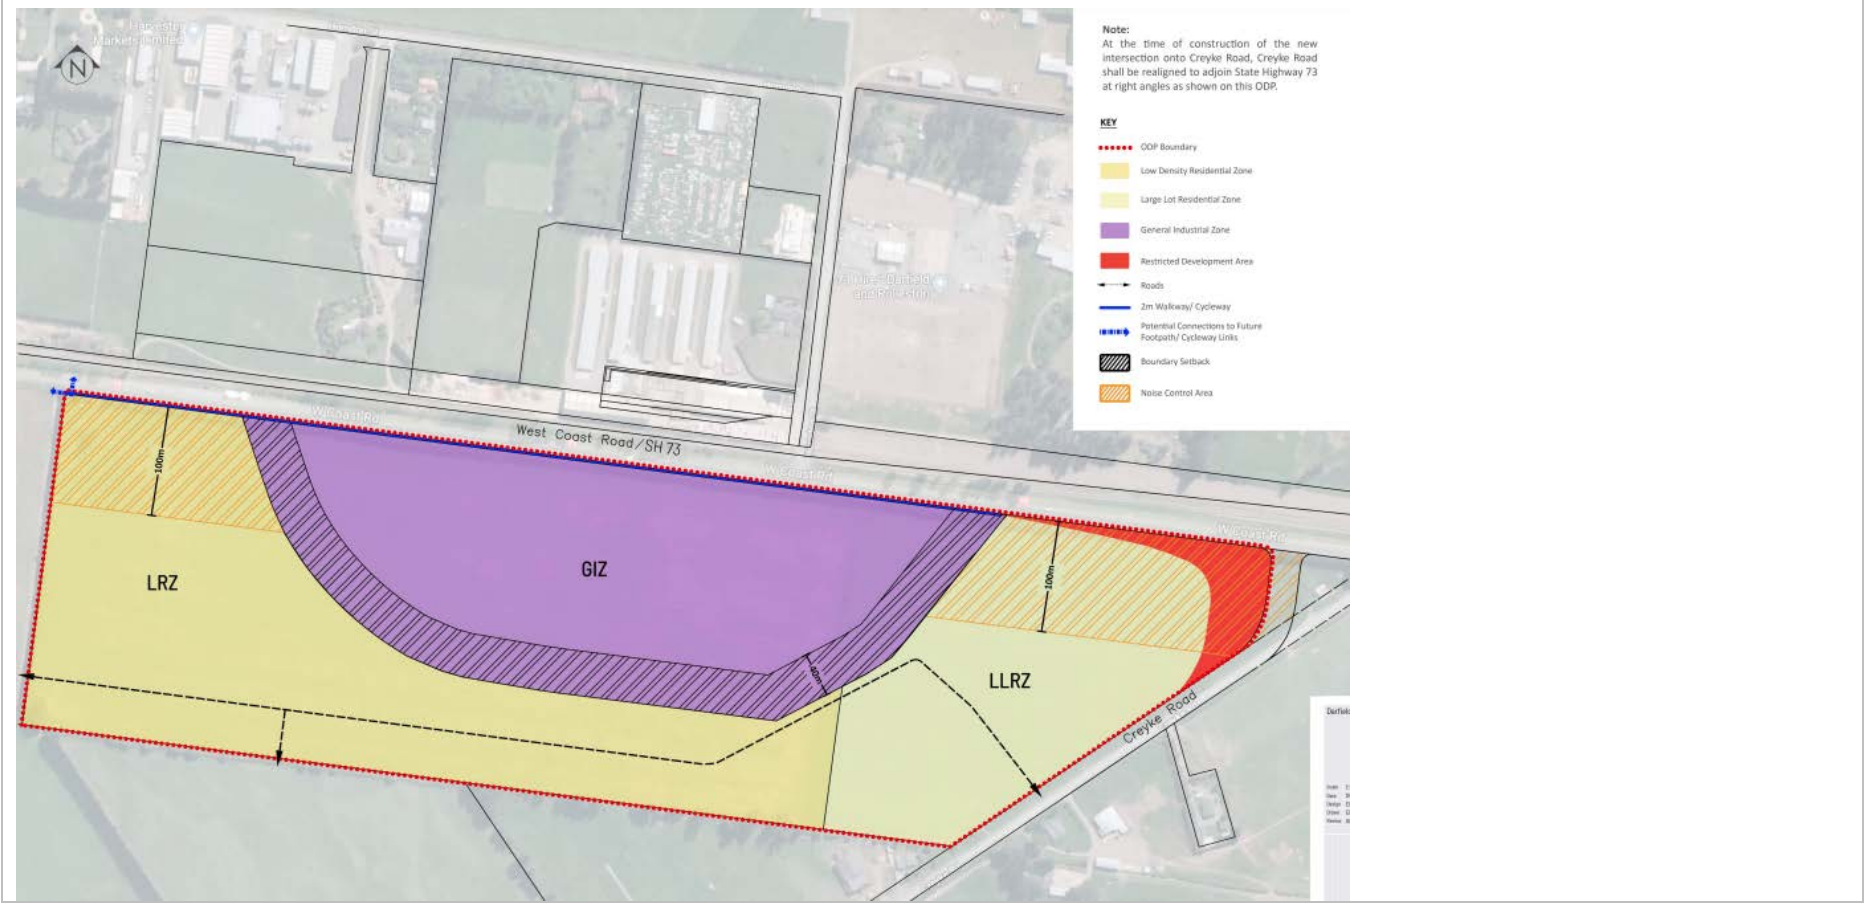 Harvester
Markets Limited
N
Note:
At the time of construction of the new
intersection onto Creyke Road, Creyke Road
shall be realigned to adjoin State Highway 73
at right angles as shown on this ODP.
KEY
ODP Boundary
Low Density Residential Zone
Large Lot Residential Zone
General Industrial Zone
Restricted Development Area
Roads
2m Walkway/ Cycleway
Potential Connections to Future
Footpath/ Cycleway Links
Boundary Setback
Noise Control Area
W Coast Rd
West Coast Road/SH 73
W Coast Rd
W Coast Rd
100m
100m
LRZ
GIZ
LLRZ
Creyke Road